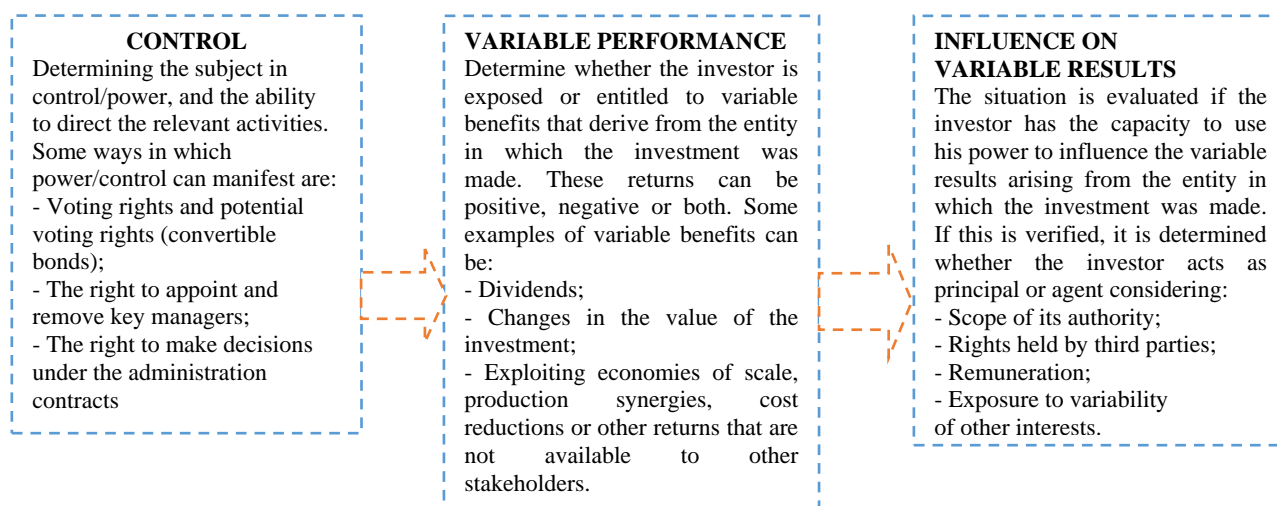 CONTROL
Determining the subject in
control/power, and the ability
to direct the relevant activities.
Some ways in which
power/control can manifest are:
- Voting rights and potential
voting rights (convertible
bonds);
- The right to appoint and
remove key managers;
- The right to make decisions
under the administration
contracts
VARIABLE PERFORMANCE
Determine whether the investor is
exposed or entitled to variable
benefits that derive from the entity
in which the investment was
made. These returns can be
positive, negative or both. Some
examples of variable benefits can
be:
- Dividends;
- Changes in the value of the
investment;
- Exploiting economies of scale,
production synergies, cost
reductions or other returns that are
not available to other
stakeholders.
INFLUENCE ON
VARIABLE RESULTS
The situation is evaluated if the
investor has the capacity to use
his power to influence the variable
results arising from the entity in
which the investment was made.
If this is verified, it is determined
whether the investor acts as
principal or agent considering:
- Scope of its authority;
- Rights held by third parties;
- Remuneration;
- Exposure to variability
of other interests.